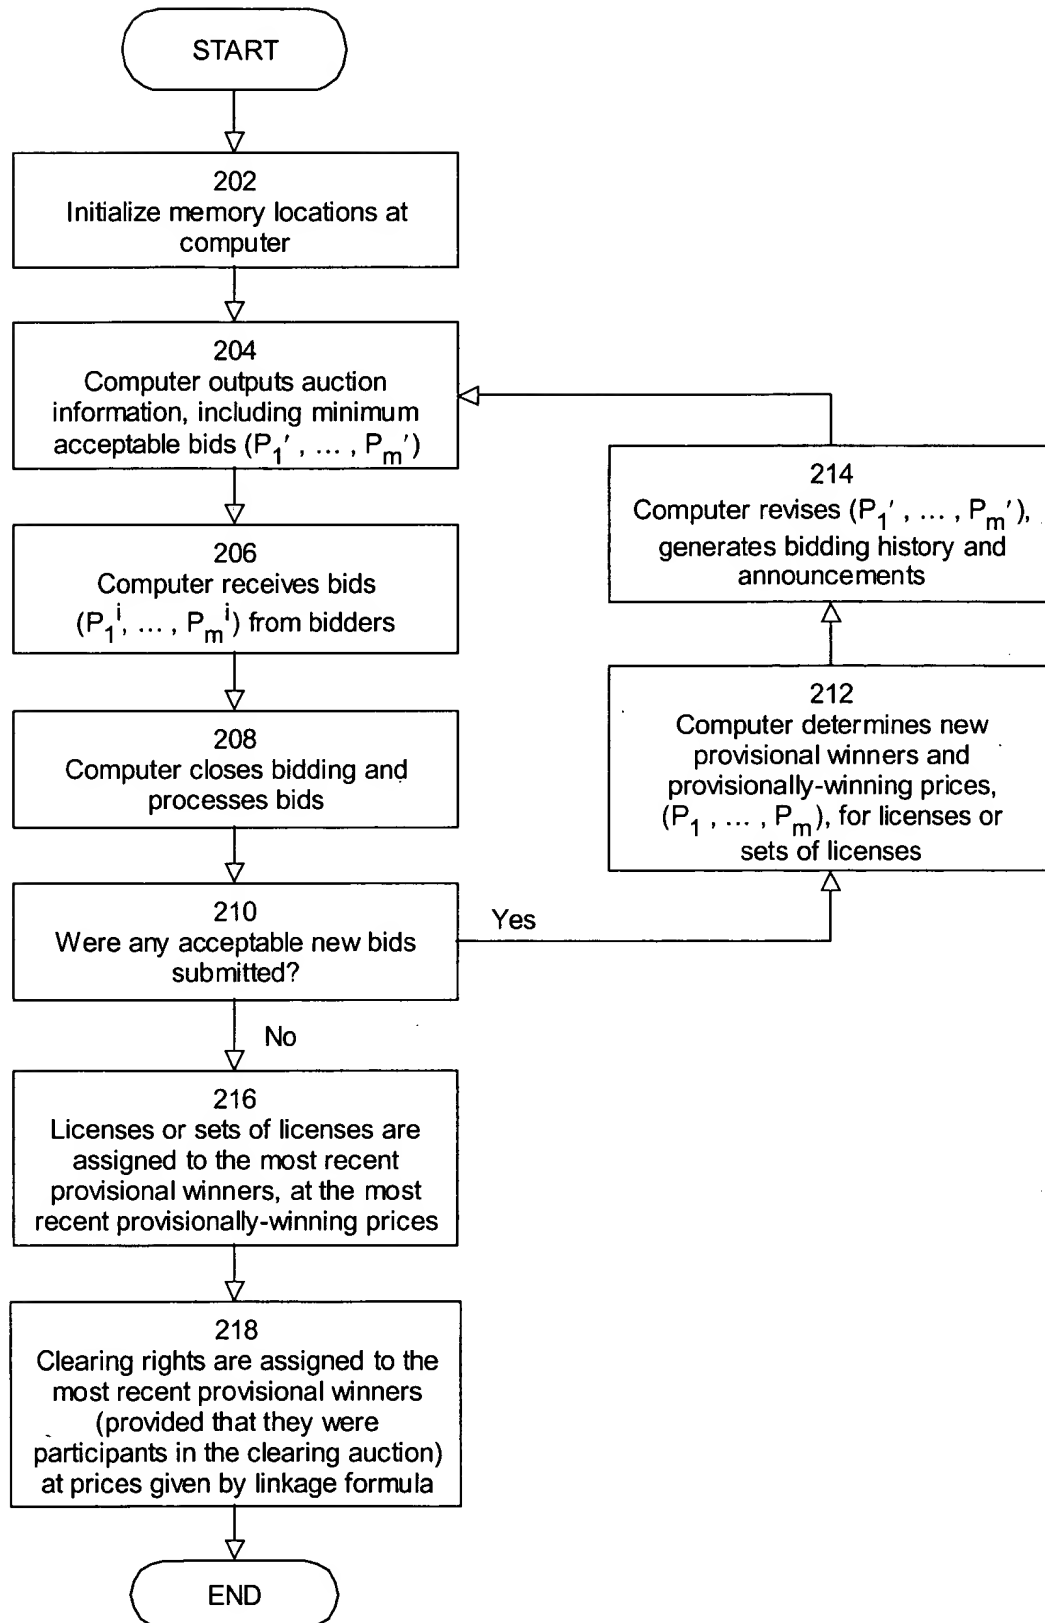 START
202
Initialize memory locations at
computer
204
Computer outputs auction
information, including minimum
acceptable bids (P₁′ , … , Pₘ′)
206
Computer receives bids
(P₁ⁱ, … , Pₘⁱ) from bidders
208
Computer closes bidding and
processes bids
210
Were any acceptable new bids
submitted?
Yes
212
Computer determines new
provisional winners and
provisionally-winning prices,
(P₁ , … , Pₘ), for licenses or
sets of licenses
214
Computer revises (P₁′ , … , Pₘ′),
generates bidding history and
announcements
No
216
Licenses or sets of licenses are
assigned to the most recent
provisional winners, at the most
recent provisionally-winning prices
218
Clearing rights are assigned to the
most recent provisional winners
(provided that they were
participants in the clearing auction)
at prices given by linkage formula
END